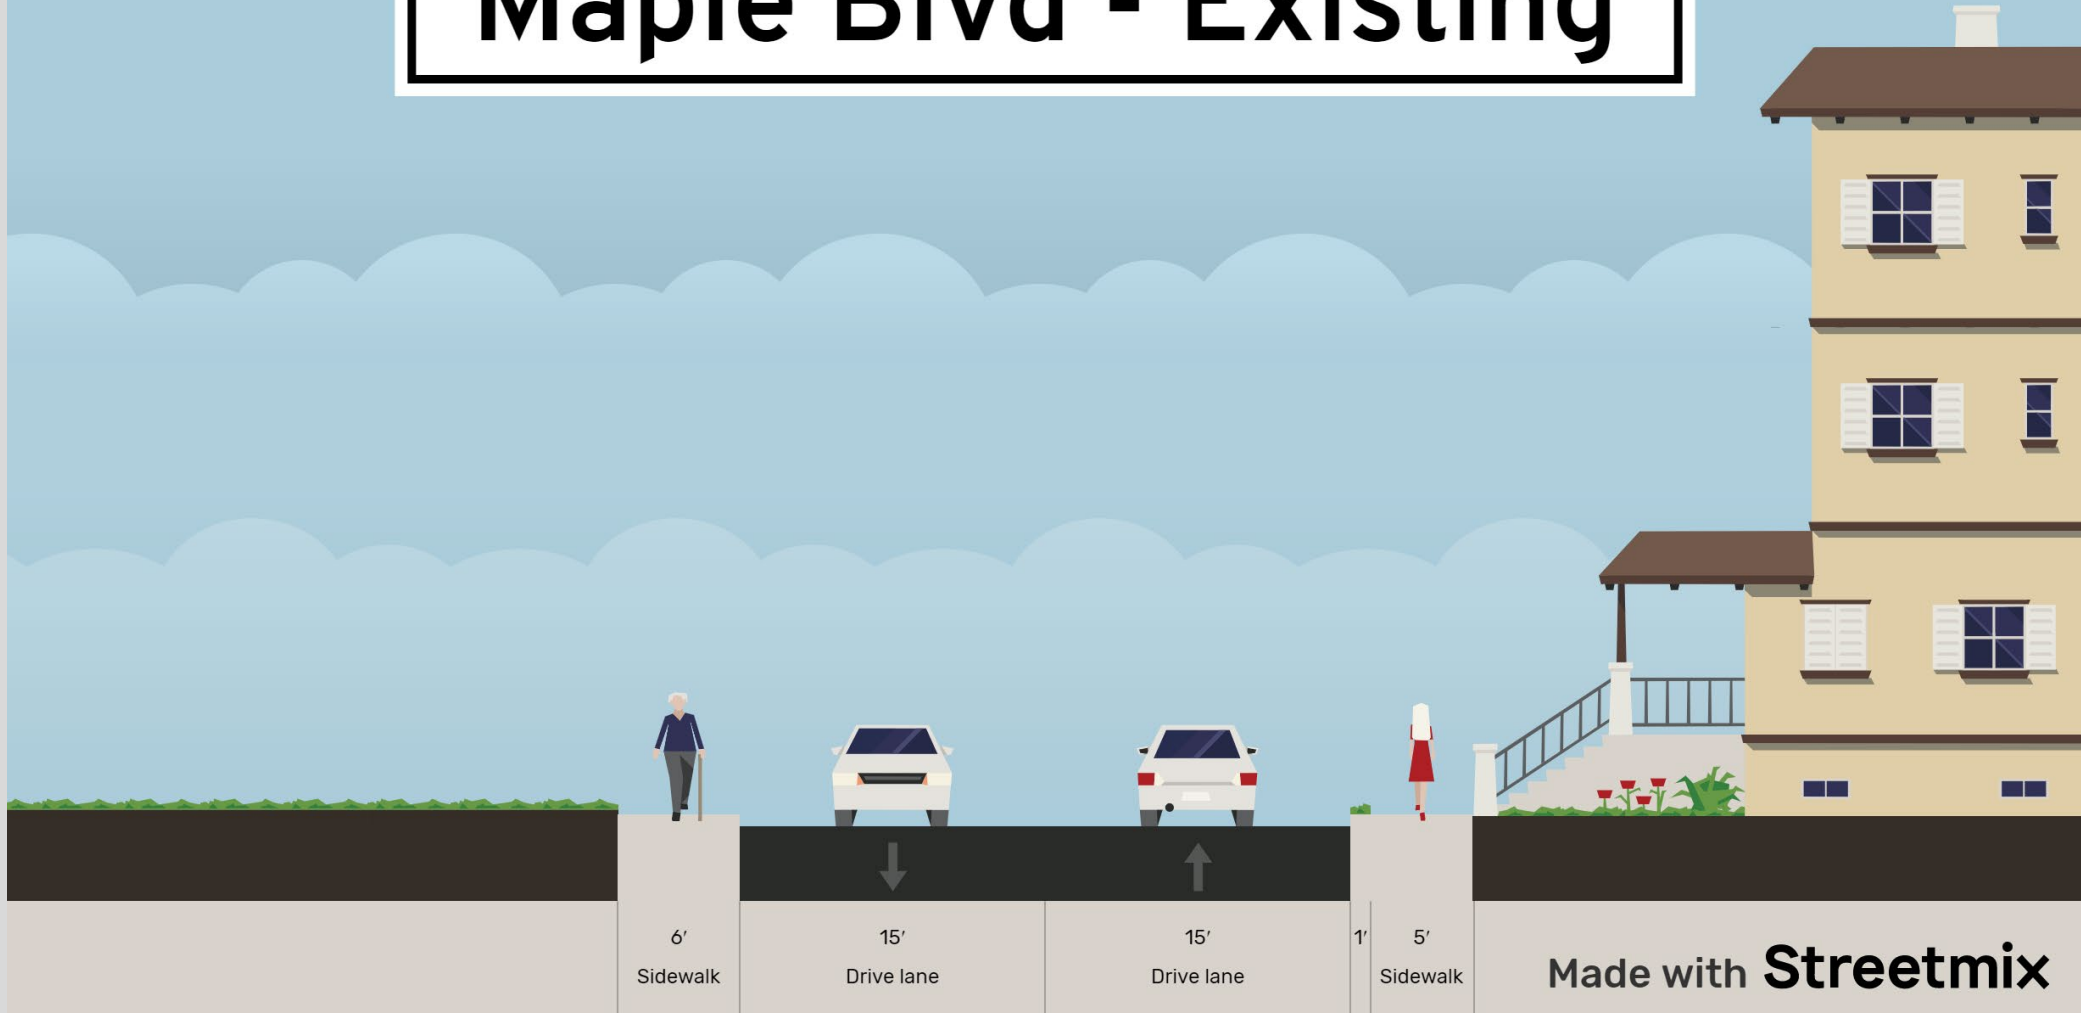 Maple Blvd - Existing
6′ 15′ 15′ 1′ 5′
Sidewalk Drive lane Drive lane Sidewalk
Made with Streetmix